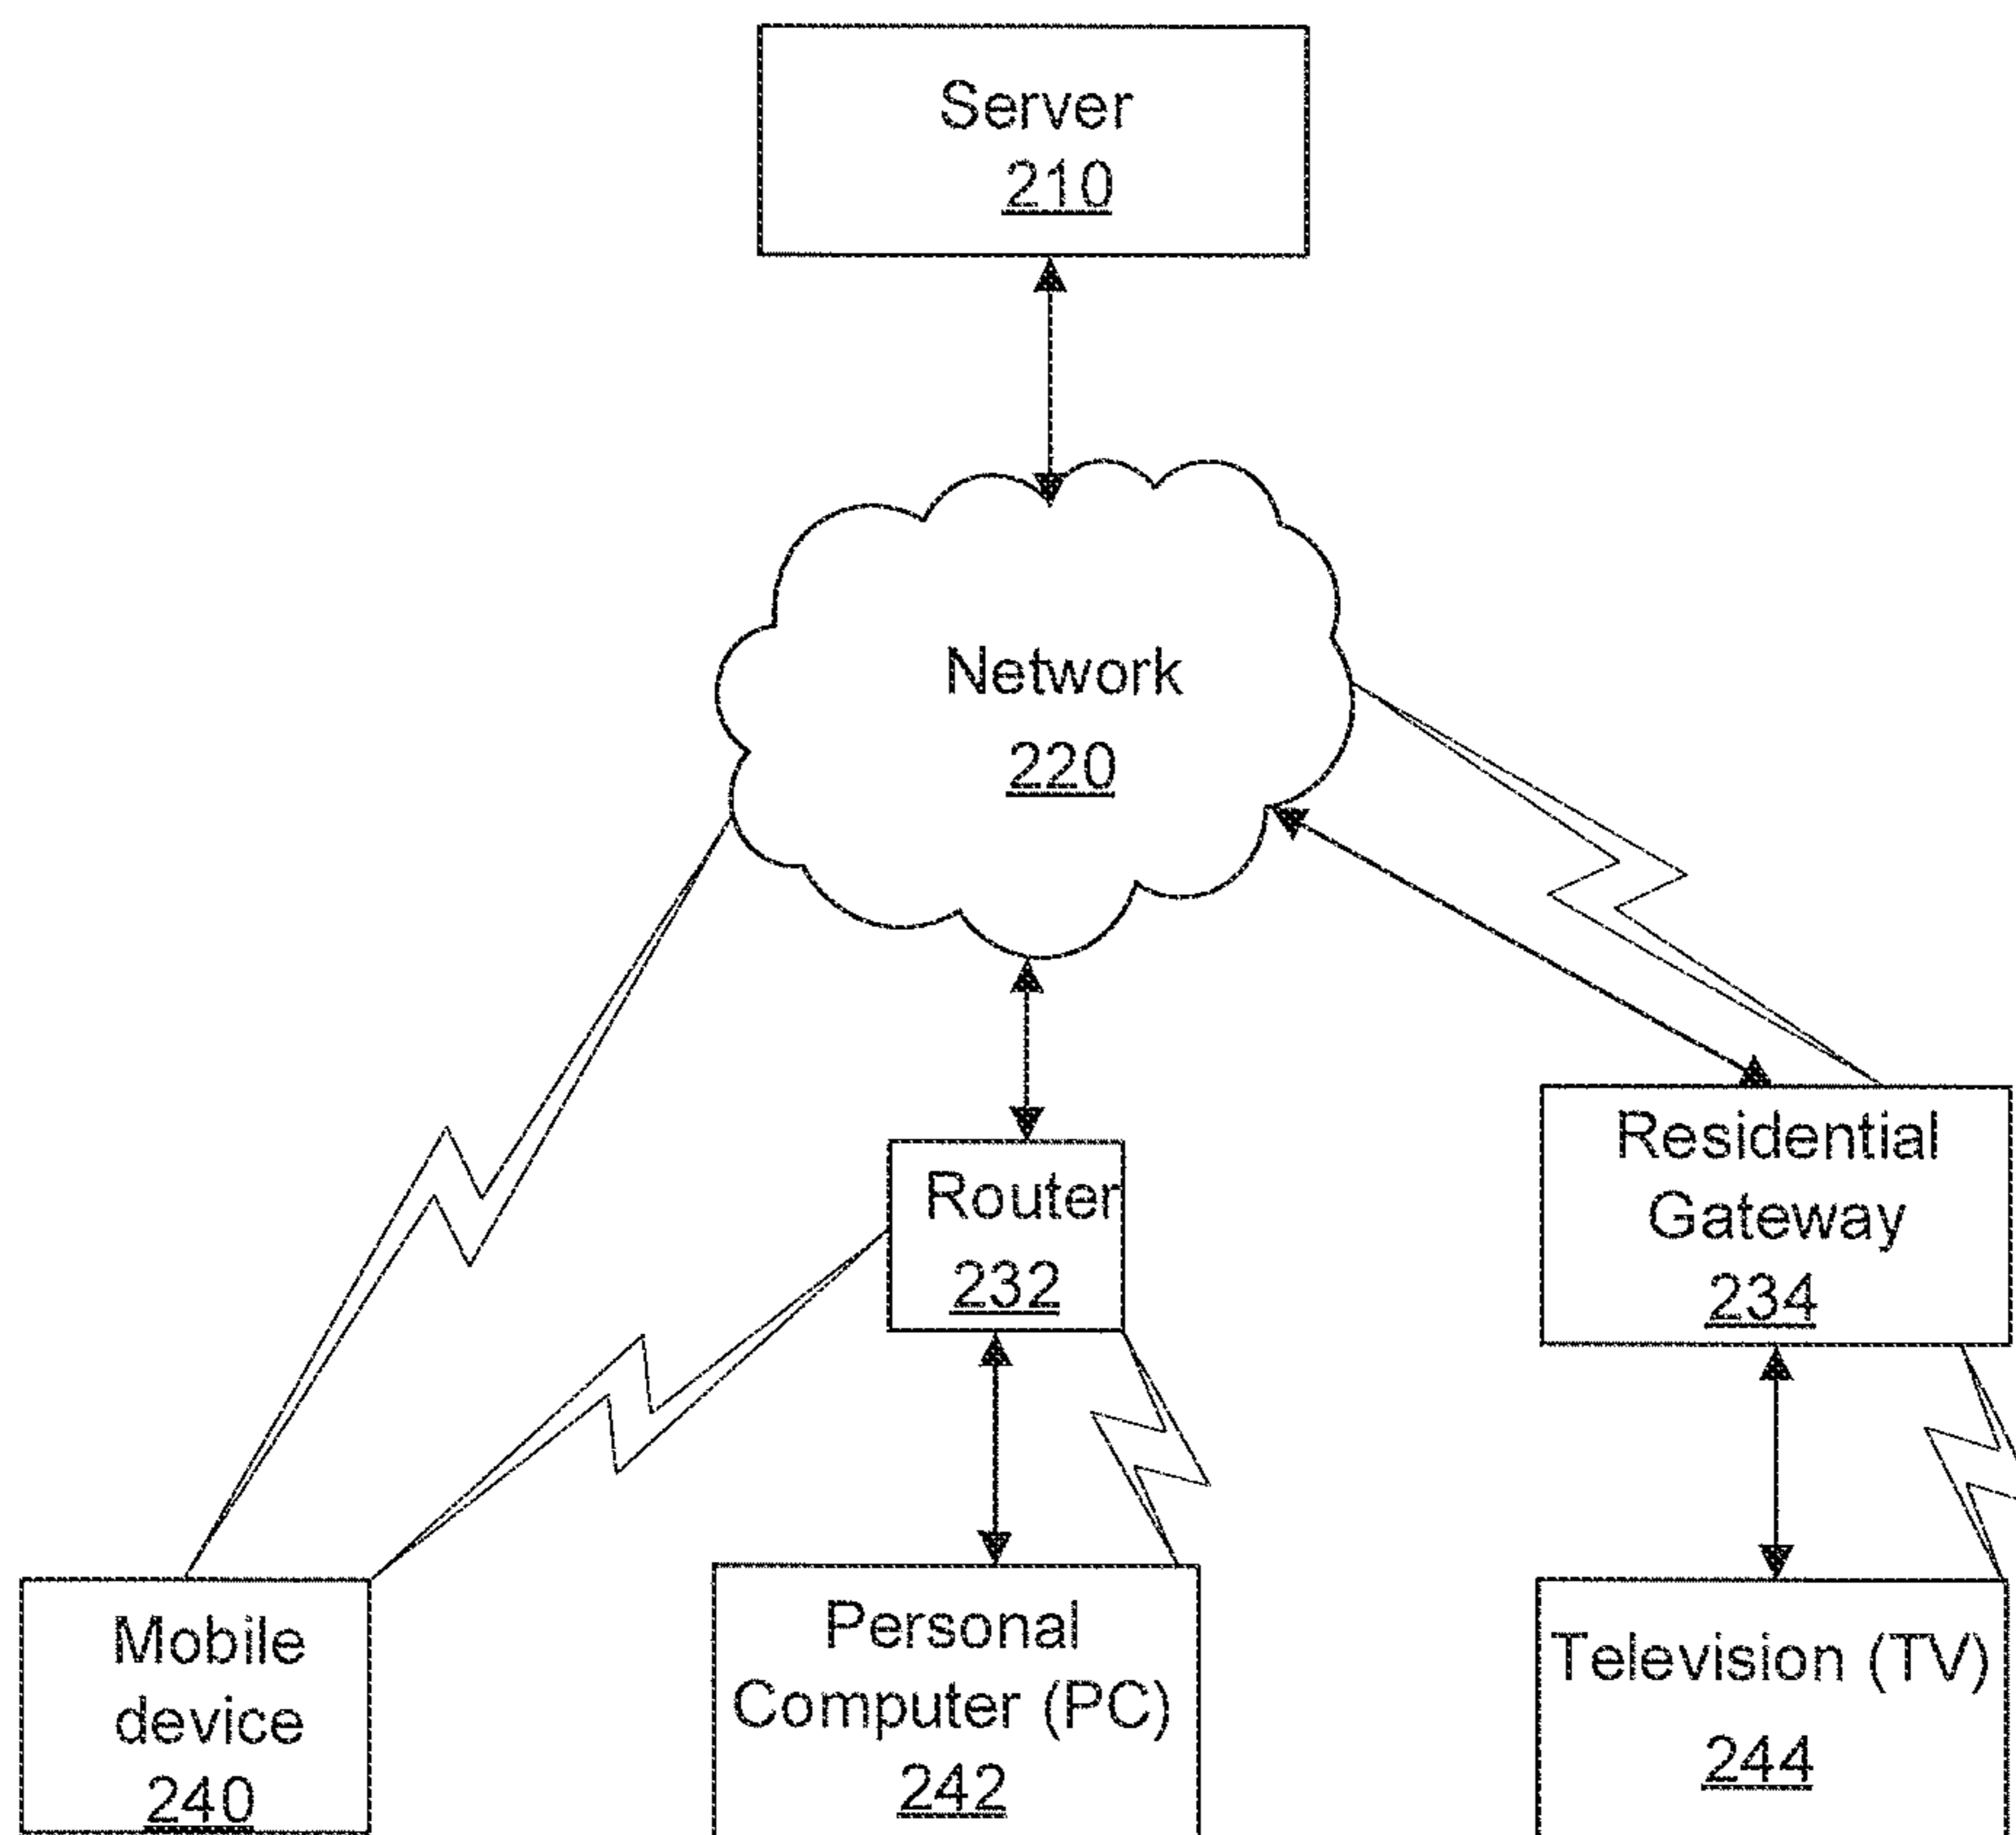 Server
210
Network
220
Router
232
Residential
Gateway
234
Mobile
device
240
Personal
Computer (PC)
242
Television (TV)
244